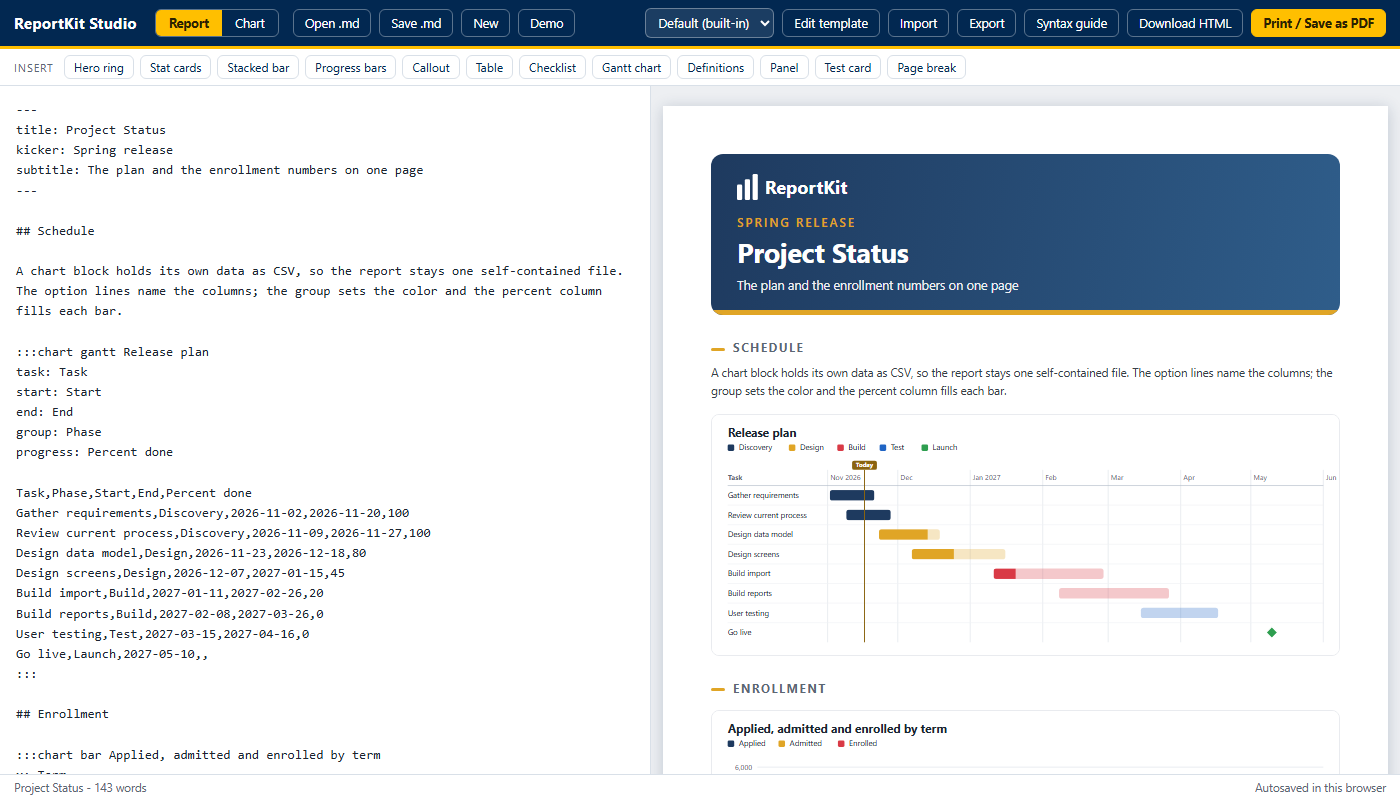 ReportKit Studio
Report
Chart
Open .md
Save .md
New
Demo
Default (built-in)
Edit template
Import
Export
Syntax guide
Download HTML
Print / Save as PDF
INSERT
Hero ring
Stat cards
Stacked bar
Progress bars
Callout
Table
Checklist
Gantt chart
Definitions
Panel
Test card
Page break
---
title: Project Status
kicker: Spring release
subtitle: The plan and the enrollment numbers on one page
---
## Schedule
A chart block holds its own data as CSV, so the report stays one self-contained file.
The option lines name the columns; the group sets the color and the percent column
fills each bar.
:::chart gantt Release plan
task: Task
start: Start
end: End
group: Phase
progress: Percent done
Task,Phase,Start,End,Percent done
Gather requirements,Discovery,2026-11-02,2026-11-20,100
Review current process,Discovery,2026-11-09,2026-11-27,100
Design data model,Design,2026-11-23,2026-12-18,80
Design screens,Design,2026-12-07,2027-01-15,45
Build import,Build,2027-01-11,2027-02-26,20
Build reports,Build,2027-02-08,2027-03-26,0
User testing,Test,2027-03-15,2027-04-16,0
Go live,Launch,2027-05-10,,
:::
## Enrollment
:::chart bar Applied, admitted and enrolled by term
ReportKit
SPRING RELEASE
Project Status
The plan and the enrollment numbers on one page
SCHEDULE
A chart block holds its own data as CSV, so the report stays one self-contained file. The option lines name the columns; the
group sets the color and the percent column fills each bar.
Release plan
Discovery
Design
Build
Test
Launch
Today
Task
Nov 2026
Dec
Jan 2027
Feb
Mar
Apr
May
Jun
Gather requirements
Review current process
Design data model
Design screens
Build import
Build reports
User testing
Go live
ENROLLMENT
Applied, admitted and enrolled by term
Applied
Admitted
Enrolled
6,000
Project Status - 143 words
Autosaved in this browser